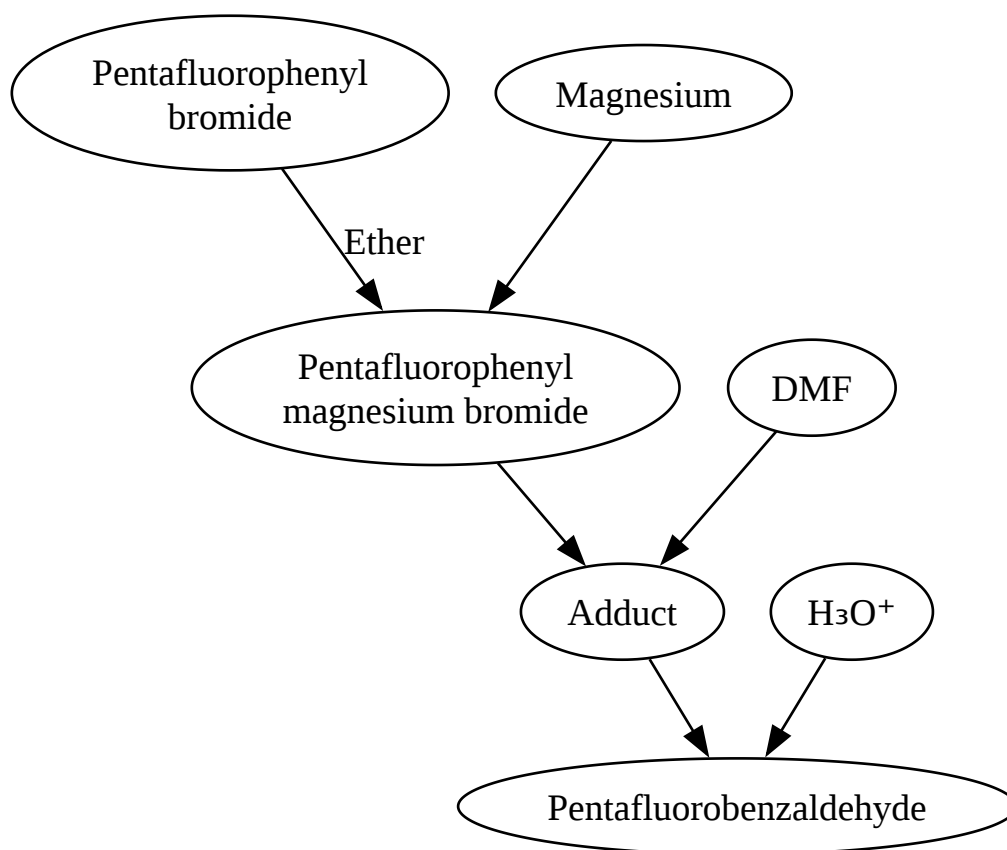 Pentafluorophenyl
bromide
Magnesium
Ether
Pentafluorophenyl
magnesium bromide
DMF
Adduct
H₃O⁺
Pentafluorobenzaldehyde